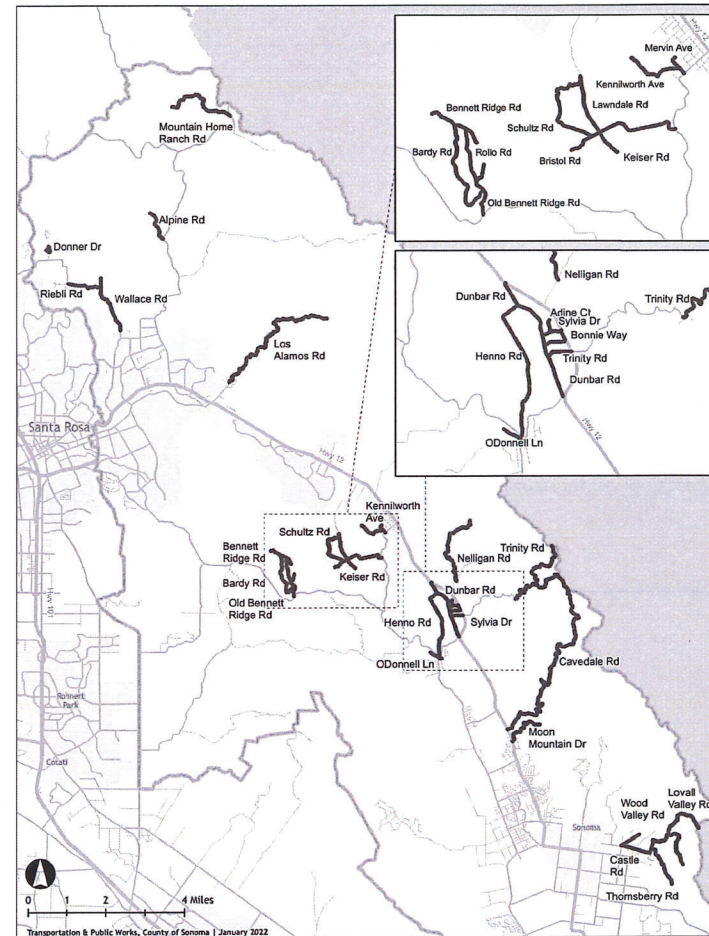 Hwy 12
Mervin Ave
Kennilworth Ave
Lawndale Rd
Bennett Ridge Rd
Schultz Rd
Bardy Rd
Rollo Rd
Bristol Rd
Keiser Rd
Old Bennett Ridge Rd
Mountain Home
Ranch Rd
Alpine Rd
Donner Dr
Riebli Rd
Wallace Rd
Los
Alamos Rd
Nelligan Rd
Dunbar Rd
Trinity Rd
Arline Ct
Sylvia Dr
Bonnie Way
Henno Rd
Trinity Rd
Dunbar Rd
Hwy 12
ODonnell Ln
Santa Rosa
Hwy 12
Kennilworth
Ave
Schultz Rd
Bennett
Ridge Rd
Keiser Rd
Bardy Rd
Old Bennett
Ridge Rd
Nelligan Rd
Trinity Rd
Dunbar Rd
Henno Rd
Sylvia Dr
ODonnell Ln
Hwy 101
Cavedale Rd
Rohnert
Park
Moon
Mountain Dr
Cotati
Lovall
Valley Rd
Wood
Valley Rd
Sonoma
Castle
Rd
Thornsberry Rd
0 1 2 4 Miles
Transportation & Public Works, County of Sonoma | January 2022